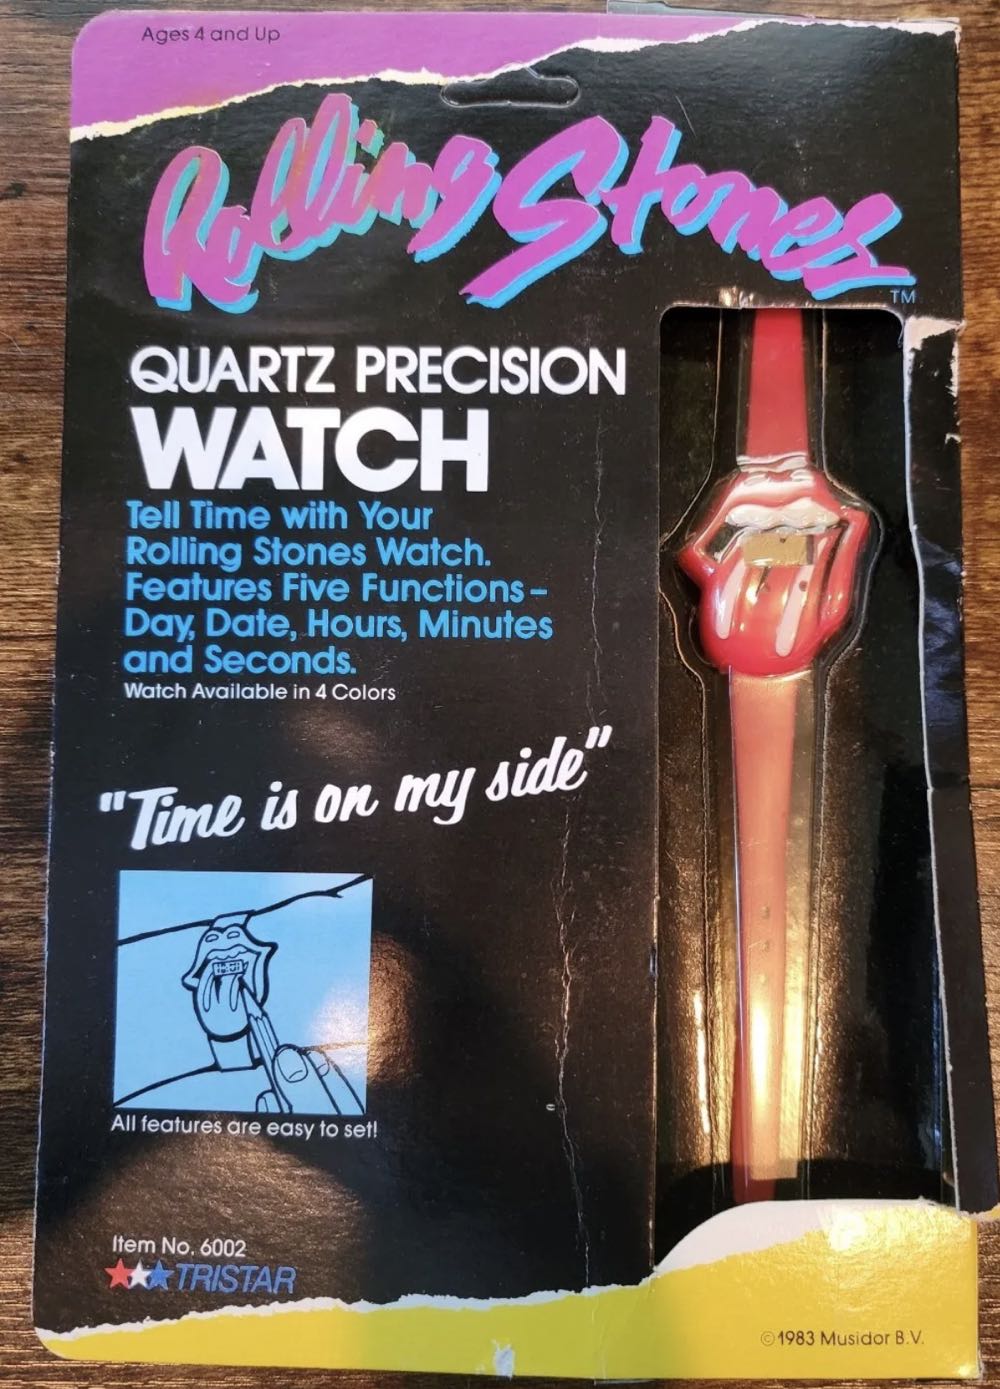 Ages 4 and Up
Rolling Stones
TM
QUARTZ PRECISION
WATCH
Tell Time with Your
Rolling Stones Watch.
Features Five Functions–
Day, Date, Hours, Minutes
and Seconds.
Watch Available in 4 Colors
"Time is on my side"
All features are easy to set!
Item No. 6002
TRISTAR
©1983 Musidor B.V.